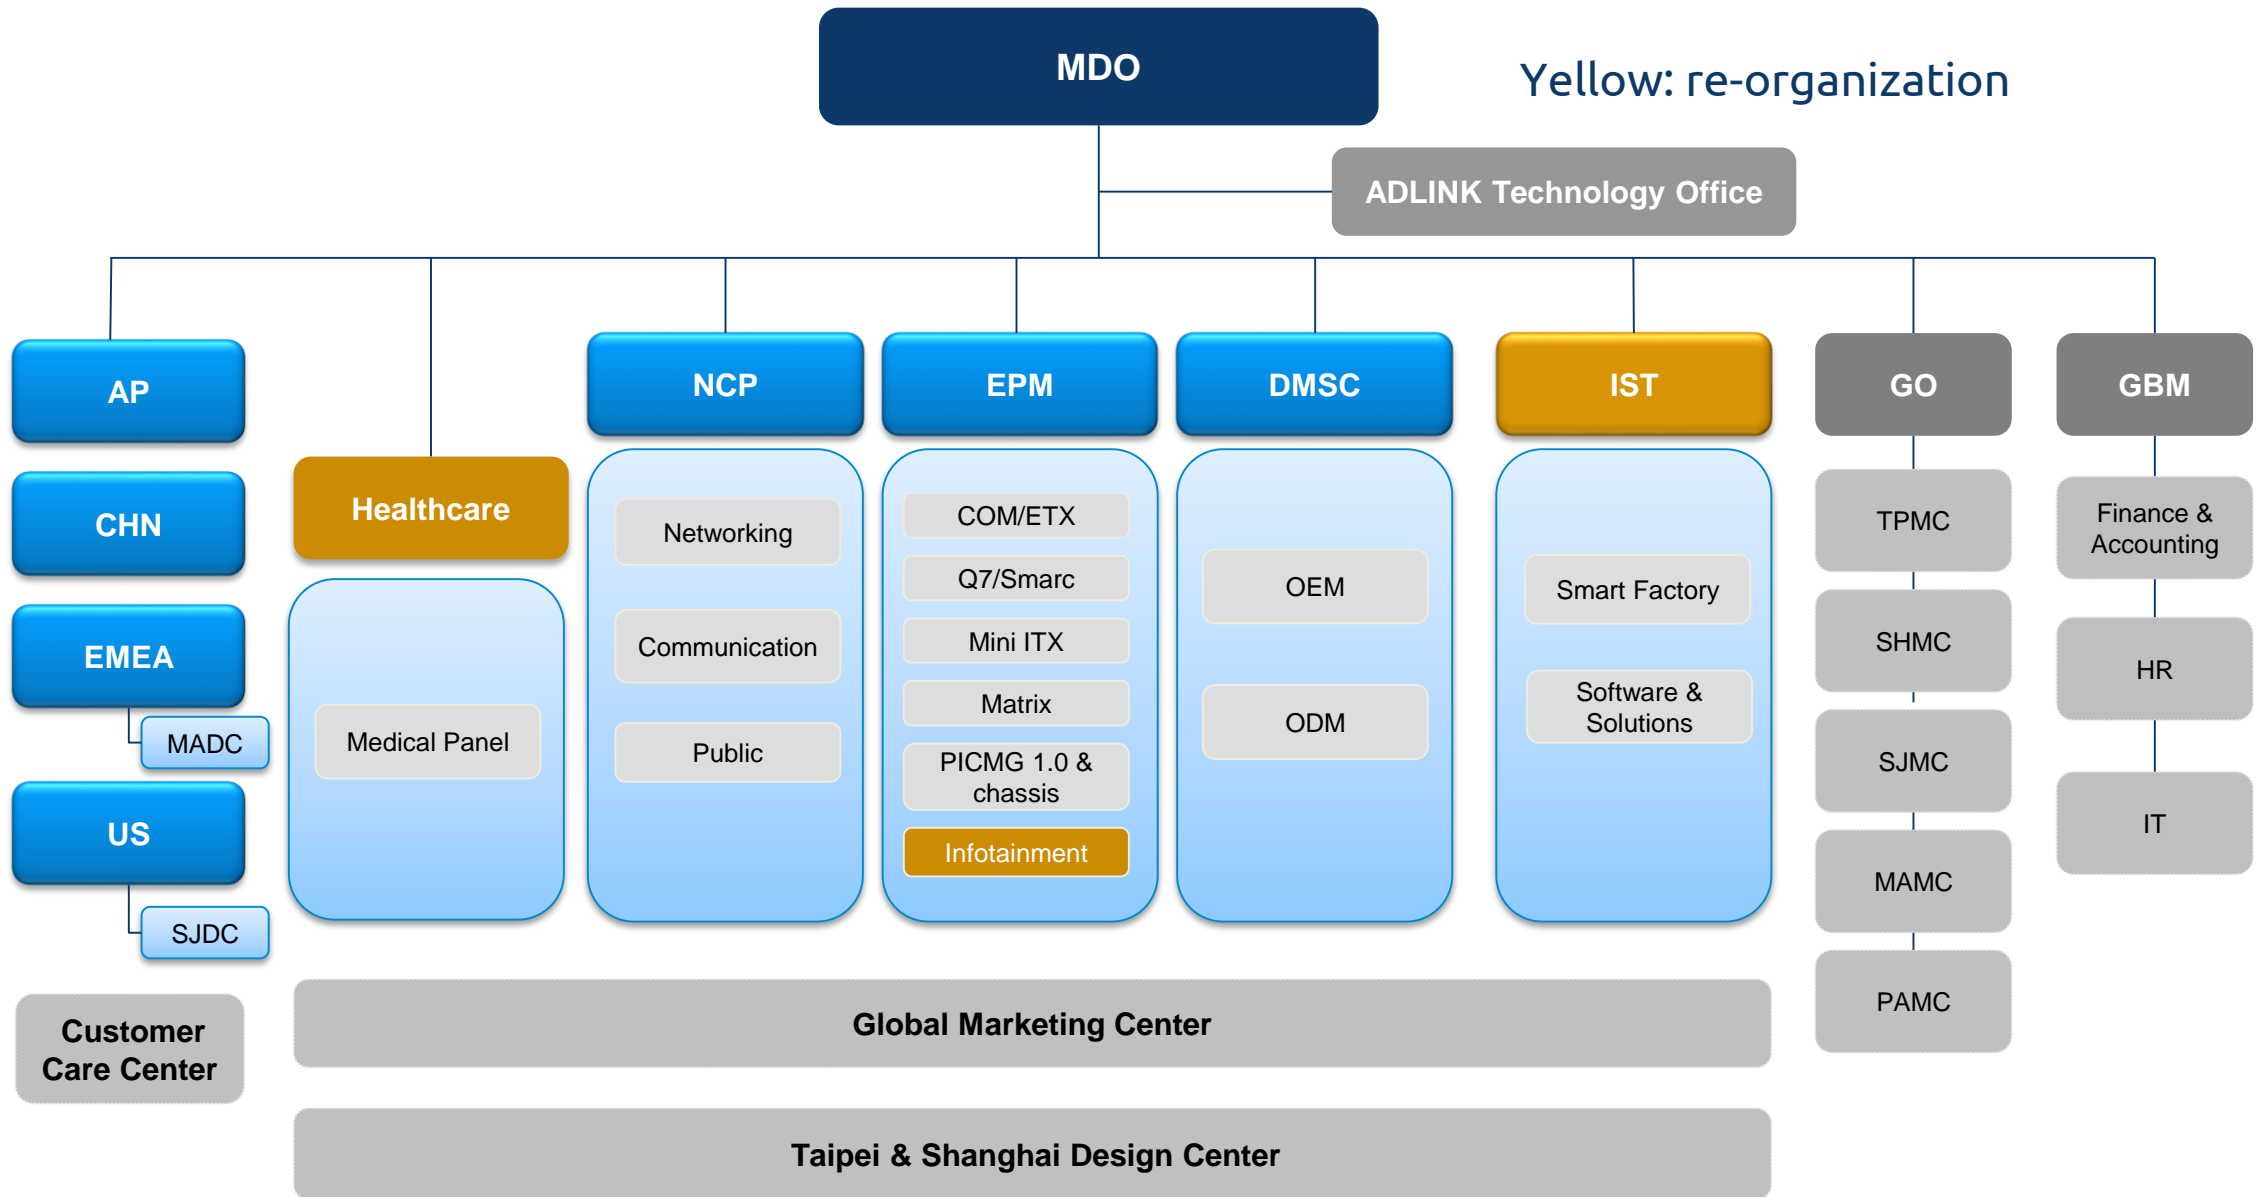 MDO
Yellow: re-organization
ADLINK Technology Office
AP
CHN
EMEA
MADC
US
SJDC
Customer
Care Center
Healthcare
Medical Panel
NCP
Networking
Communication
Public
EPM
COM/ETX
Q7/Smarc
Mini ITX
Matrix
PICMG 1.0 &
chassis
Infotainment
DMSC
OEM
ODM
IST
Smart Factory
Software &
Solutions
GO
TPMC
SHMC
SJMC
MAMC
PAMC
GBM
Finance &
Accounting
HR
IT
Global Marketing Center
Taipei & Shanghai Design Center